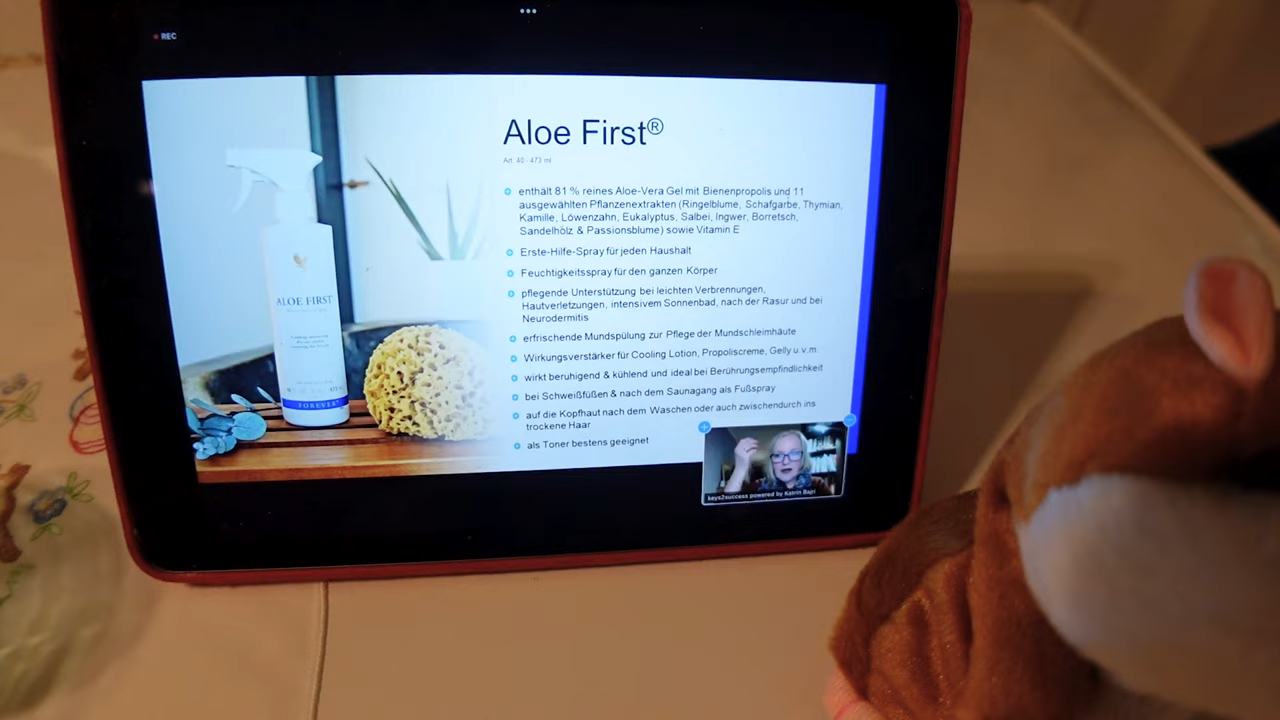 REC
Aloe First®
Art. 40 - 473 ml
enthält 81 % reines Aloe-Vera Gel mit Bienenpropolis und 11
ausgewählten Pflanzenextrakten (Ringelblume, Schafgarbe, Thymian,
Kamille, Löwenzahn, Eukalyptus, Salbei, Ingwer, Borretsch,
Sandelholz & Passionsblume) sowie Vitamin E
Erste-Hilfe-Spray für jeden Haushalt
Feuchtigkeitsspray für den ganzen Körper
pflegende Unterstützung bei leichten Verbrennungen,
Hautverletzungen, intensivem Sonnenbad, nach der Rasur und bei
Neurodermitis
erfrischende Mundspülung zur Pflege der Mundschleimhäute
Wirkungsverstärker für Cooling Lotion, Propoliscreme, Gelly u.v.m.
wirkt beruhigend & kühlend und ideal bei Berührungsempfindlichkeit
bei Schweißfüßen & nach dem Saunagang als Fußspray
auf die Kopfhaut nach dem Waschen oder auch zwischendurch ins
trockene Haar
als Toner bestens geeignet
ALOE FIRST
FOREVER
keys2success powered by Katrin Bajri